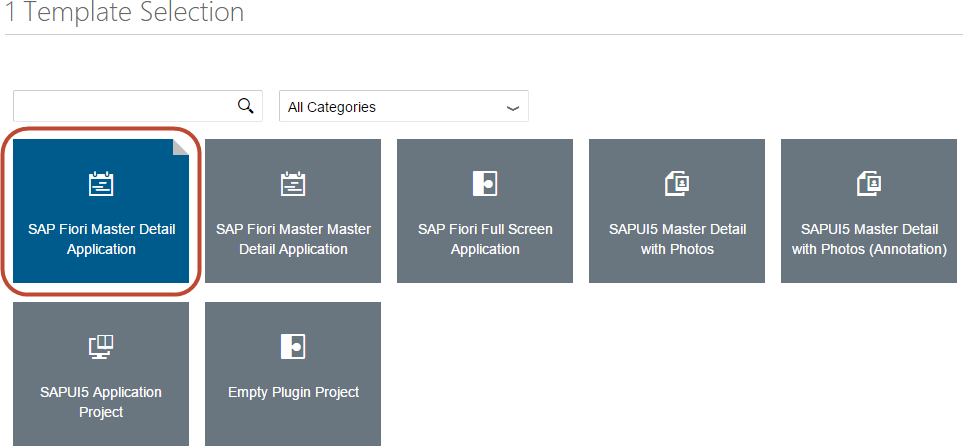 1 Template Selection
All Categories
SAP Fiori Master Detail
Application
SAP Fiori Master Master
Detail Application
SAP Fiori Full Screen
Application
SAPUI5 Master Detail
with Photos
SAPUI5 Master Detail
with Photos (Annotation)
SAPUI5 Application
Project
Empty Plugin Project